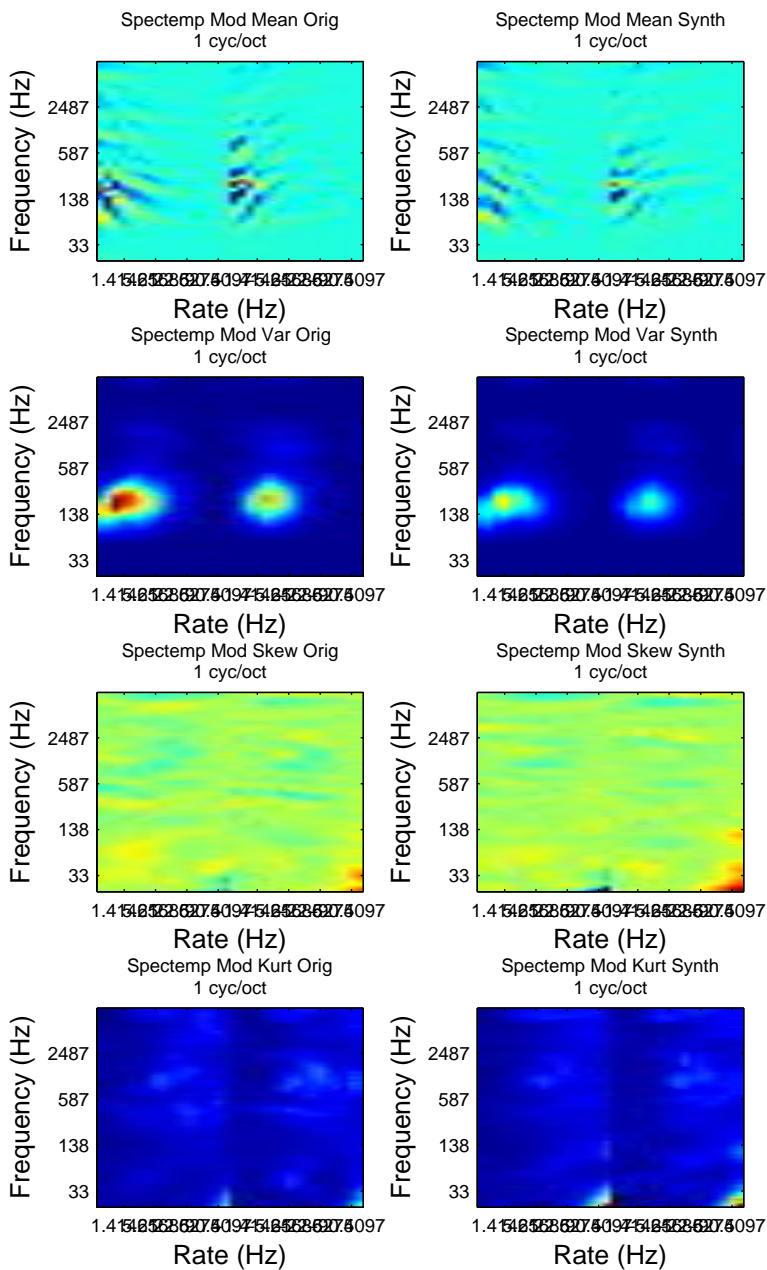 Spectemp Mod Mean Orig
1 cyc/oct
Frequency (Hz)
2487
587
138
33
Rate (Hz)
Spectemp Mod Mean Synth
1 cyc/oct
Frequency (Hz)
2487
587
138
33
Rate (Hz)
Spectemp Mod Var Orig
1 cyc/oct
Frequency (Hz)
2487
587
138
33
Rate (Hz)
Spectemp Mod Var Synth
1 cyc/oct
Frequency (Hz)
2487
587
138
33
Rate (Hz)
Spectemp Mod Skew Orig
1 cyc/oct
Frequency (Hz)
2487
587
138
33
Rate (Hz)
Spectemp Mod Skew Synth
1 cyc/oct
Frequency (Hz)
2487
587
138
33
Rate (Hz)
Spectemp Mod Kurt Orig
1 cyc/oct
Frequency (Hz)
2487
587
138
33
Rate (Hz)
Spectemp Mod Kurt Synth
1 cyc/oct
Frequency (Hz)
2487
587
138
33
Rate (Hz)